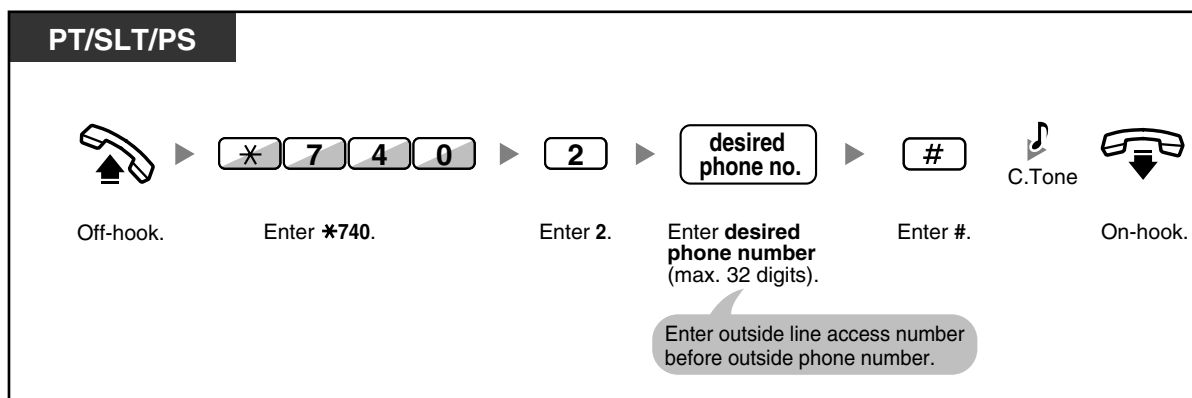 PT/SLT/PS
* 7 4 0
2
desired
phone no.
#
C.Tone
Off-hook.
Enter *740.
Enter 2.
Enter desired
phone number
(max. 32 digits).
Enter #.
On-hook.
Enter outside line access number
before outside phone number.